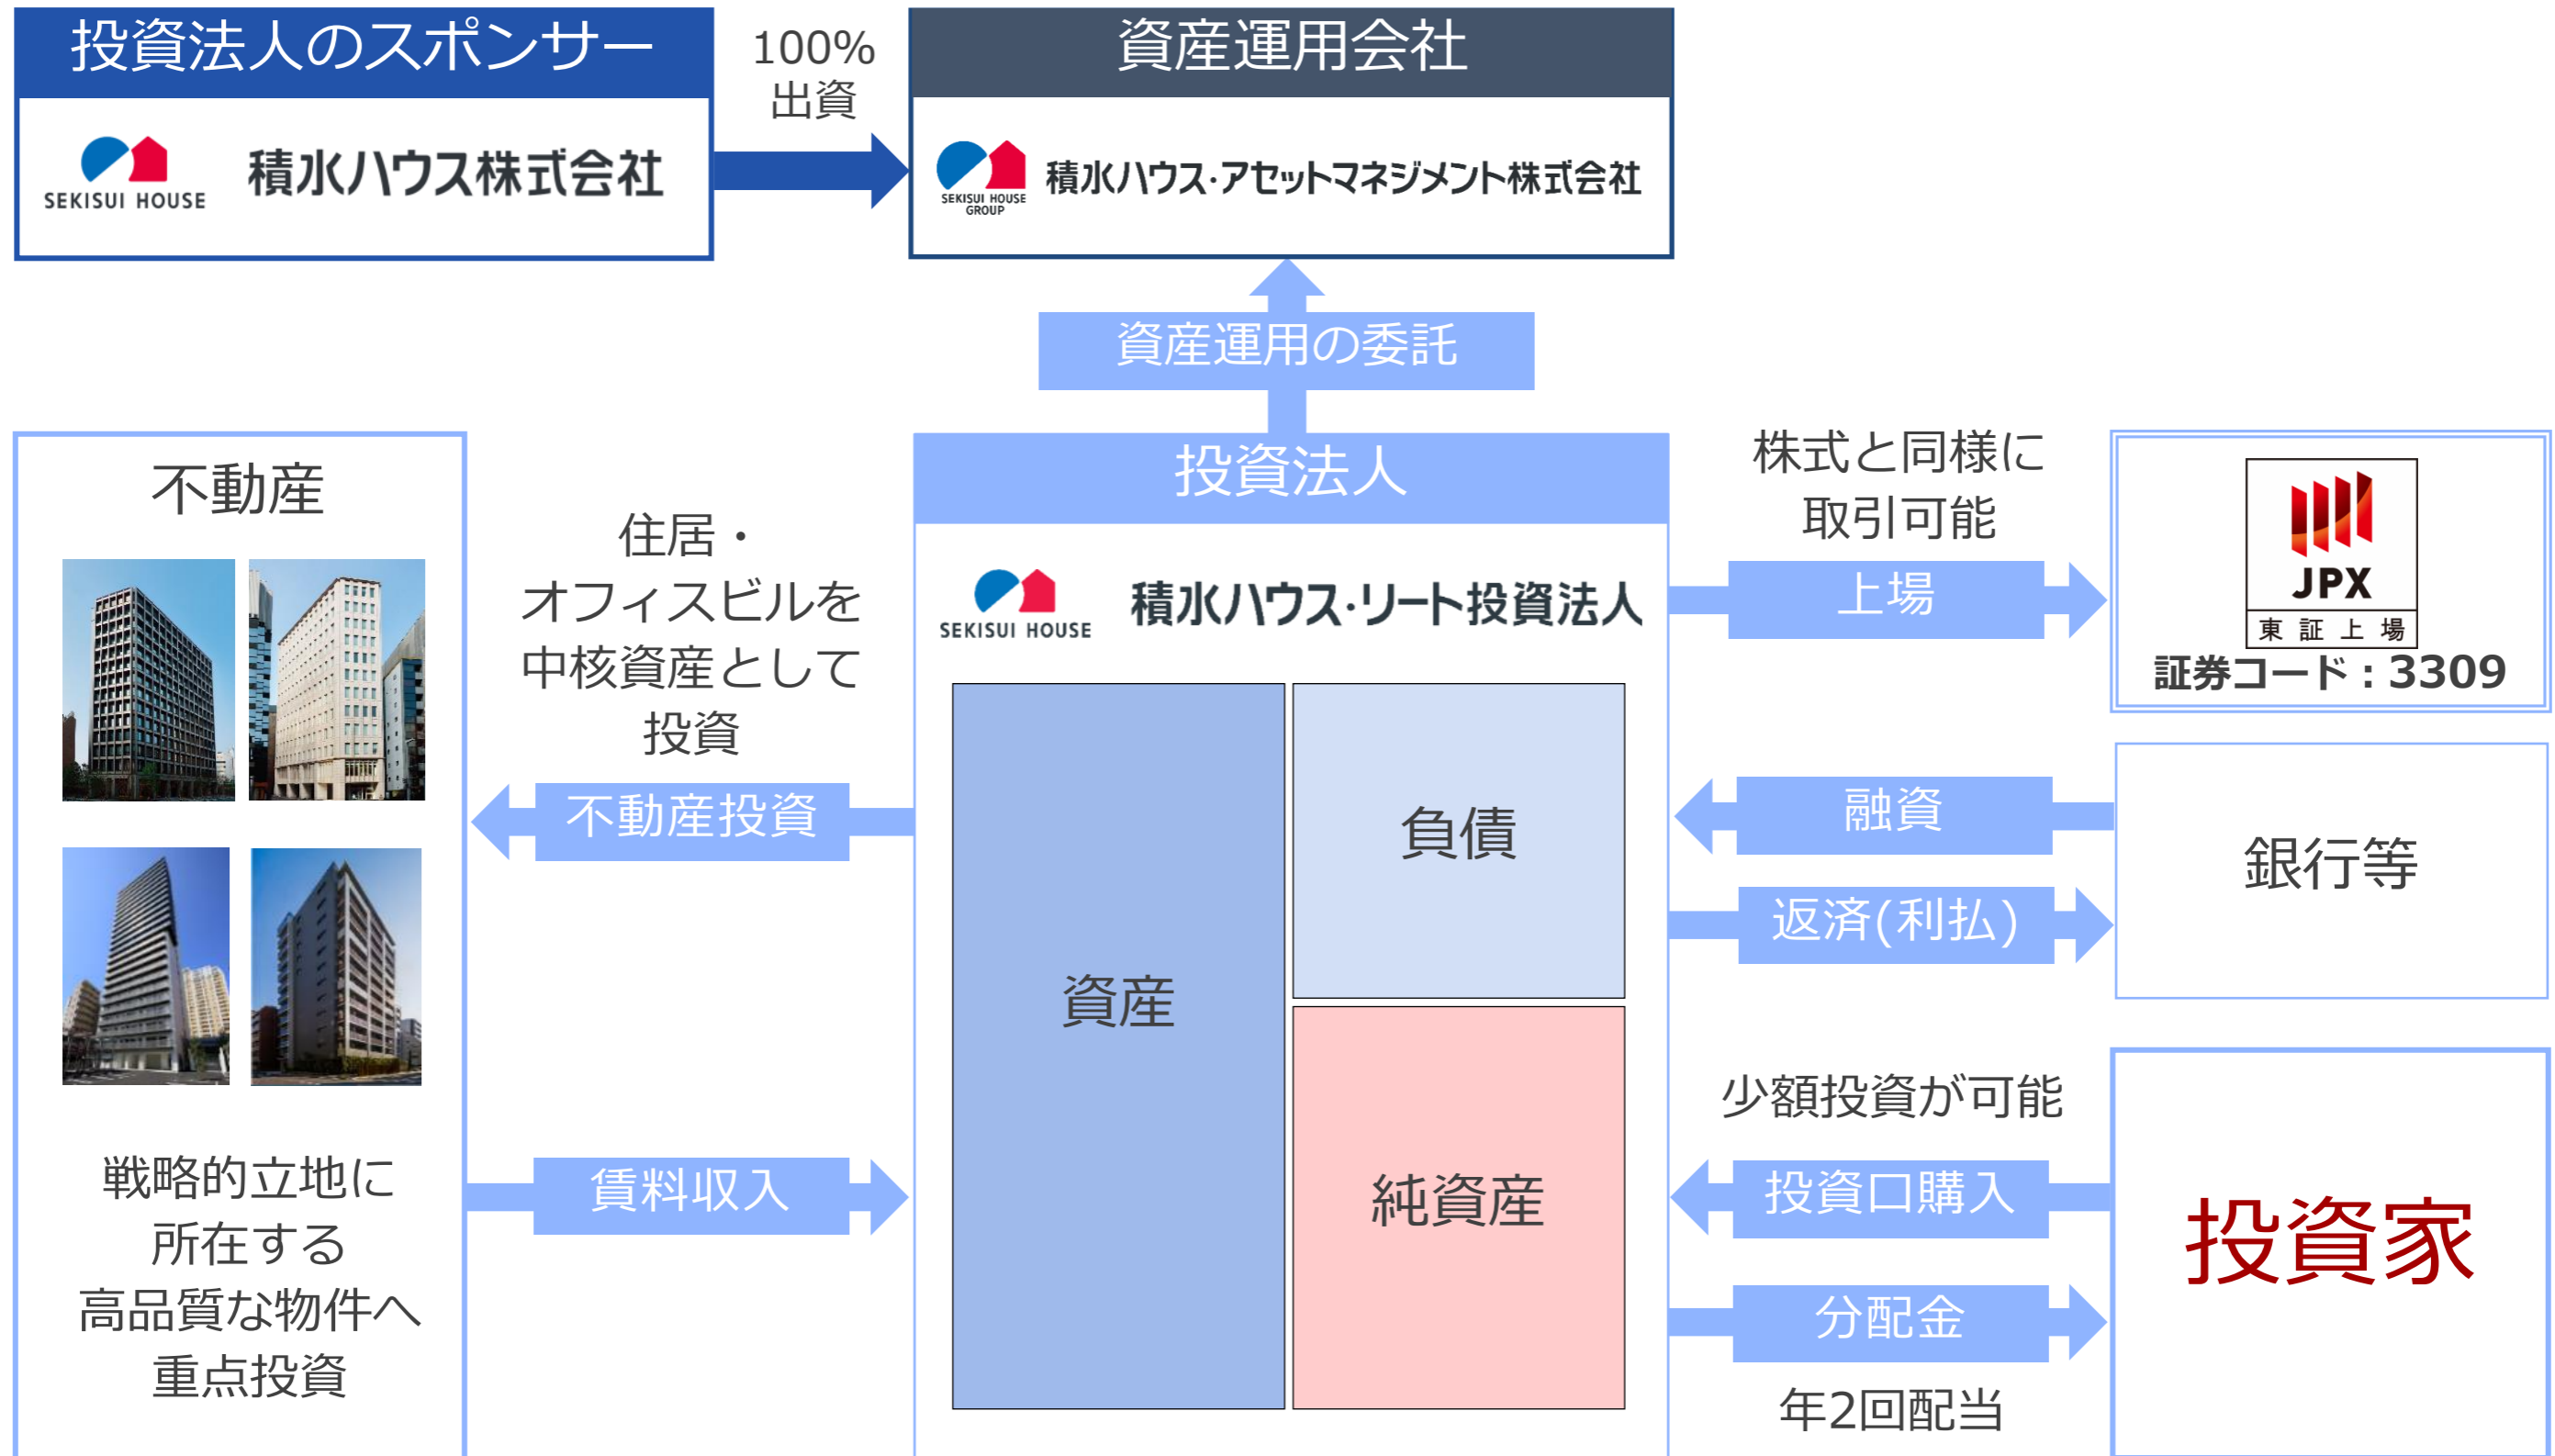 投資法人のスポンサー
SEKISUI HOUSE
積水ハウス株式会社
100%
出資
資産運用会社
SEKISUI HOUSE
GROUP
積水ハウス・アセットマネジメント株式会社
資産運用の委託
不動産
戦略的立地に
所在する
高品質な物件へ
重点投資
住居・
オフィスビルを
中核資産として
投資
不動産投資
賃料収入
投資法人
SEKISUI HOUSE
積水ハウス・リート投資法人
資産
負債
純資産
株式と同様に
取引可能
上場
JPX
東証上場
証券コード：3309
融資
返済(利払)
銀行等
少額投資が可能
投資口購入
分配金
年2回配当
投資家